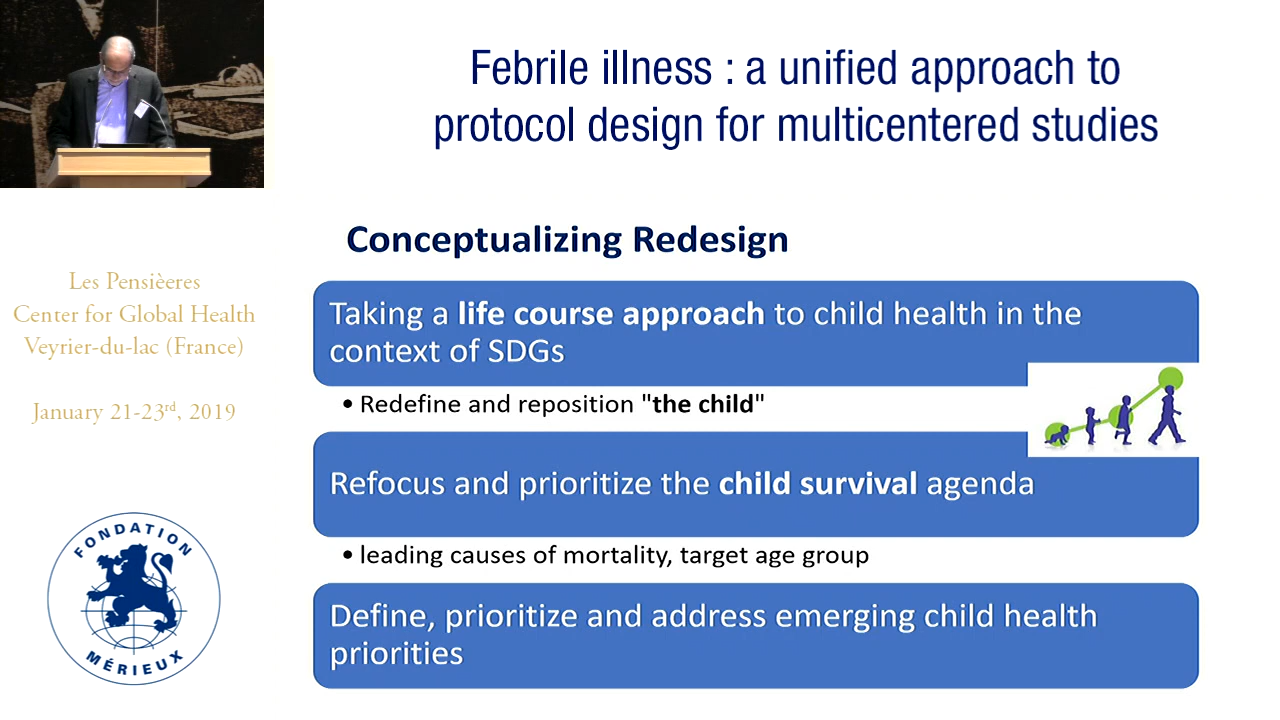 Febrile illness : a unified approach to
protocol design for multicentered studies
Conceptualizing Redesign
Taking a life course approach to child health in the
context of SDGs
• Redefine and reposition "the child"
Refocus and prioritize the child survival agenda
• leading causes of mortality, target age group
Define, prioritize and address emerging child health
priorities
Les Pensièeres
Center for Global Health
Veyrier-du-lac (France)
January 21-23rd, 2019
FONDATION
MÉRIEUX